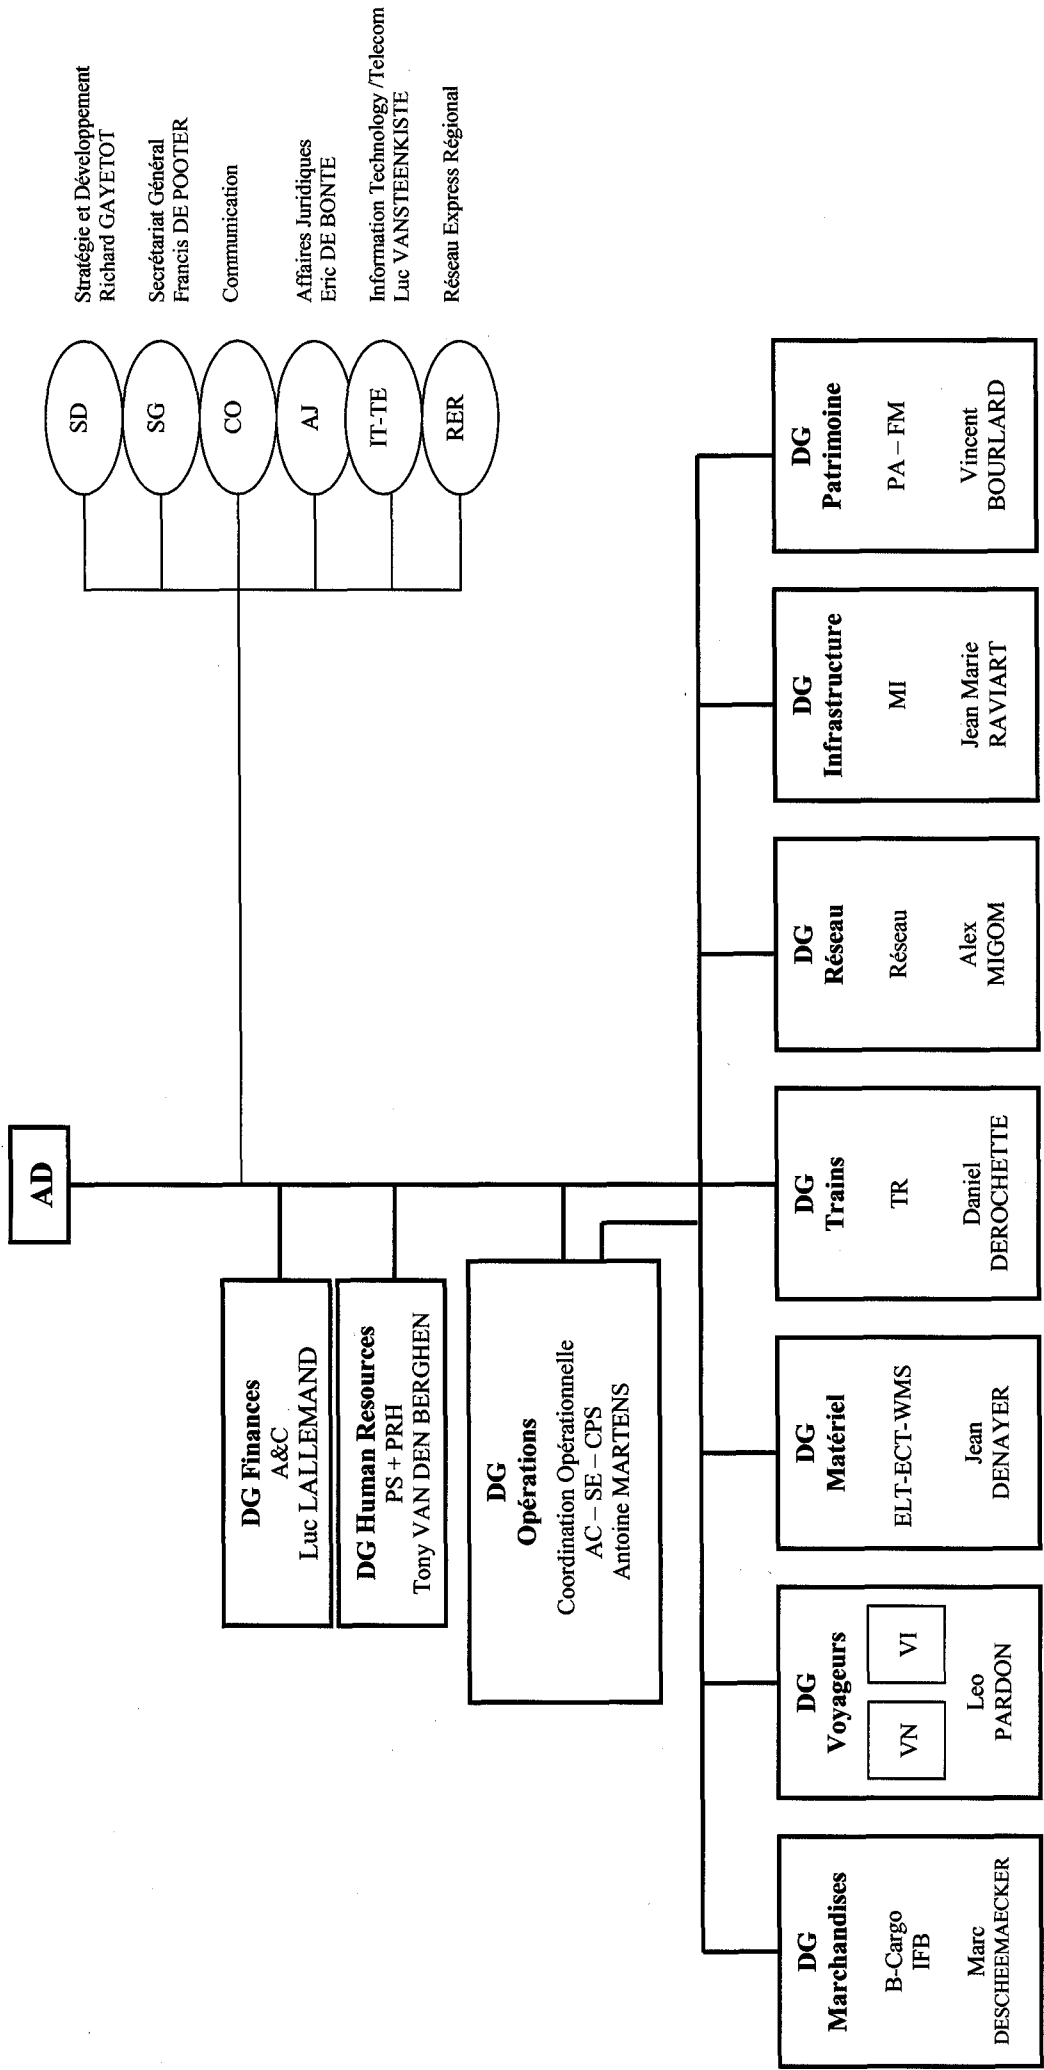 AD
SD
Stratégie et Développement
Richard GAYETOT
SG
Secrétariat Général
Francis DE POOTER
CO
Communication
AJ
Affaires Juridiques
Eric DE BONTE
IT-TE
Information Technology /Telecom
Luc VANSTEENKISTE
RER
Réseau Express Régional
DG Finances
A&C
Luc LALLEMAND
DG Human Resources
PS + PRH
Tony VAN DEN BERGHEN
DG
Opérations
Coordination Opérationnelle
AC – SE – CPS
Antoine MARTENS
DG
Marchandises
B-Cargo
IFB
Marc
DESCHEEMAECKER
DG
Voyageurs
VN
VI
Leo
PARDON
DG
Matériel
ELT-ECT-WMS
Jean
DENAYER
DG
Trains
TR
Daniel
DEROCHETTE
DG
Réseau
Réseau
Alex
MIGOM
DG
Infrastructure
MI
Jean Marie
RAVIART
DG
Patrimoine
PA – FM
Vincent
BOURLARD